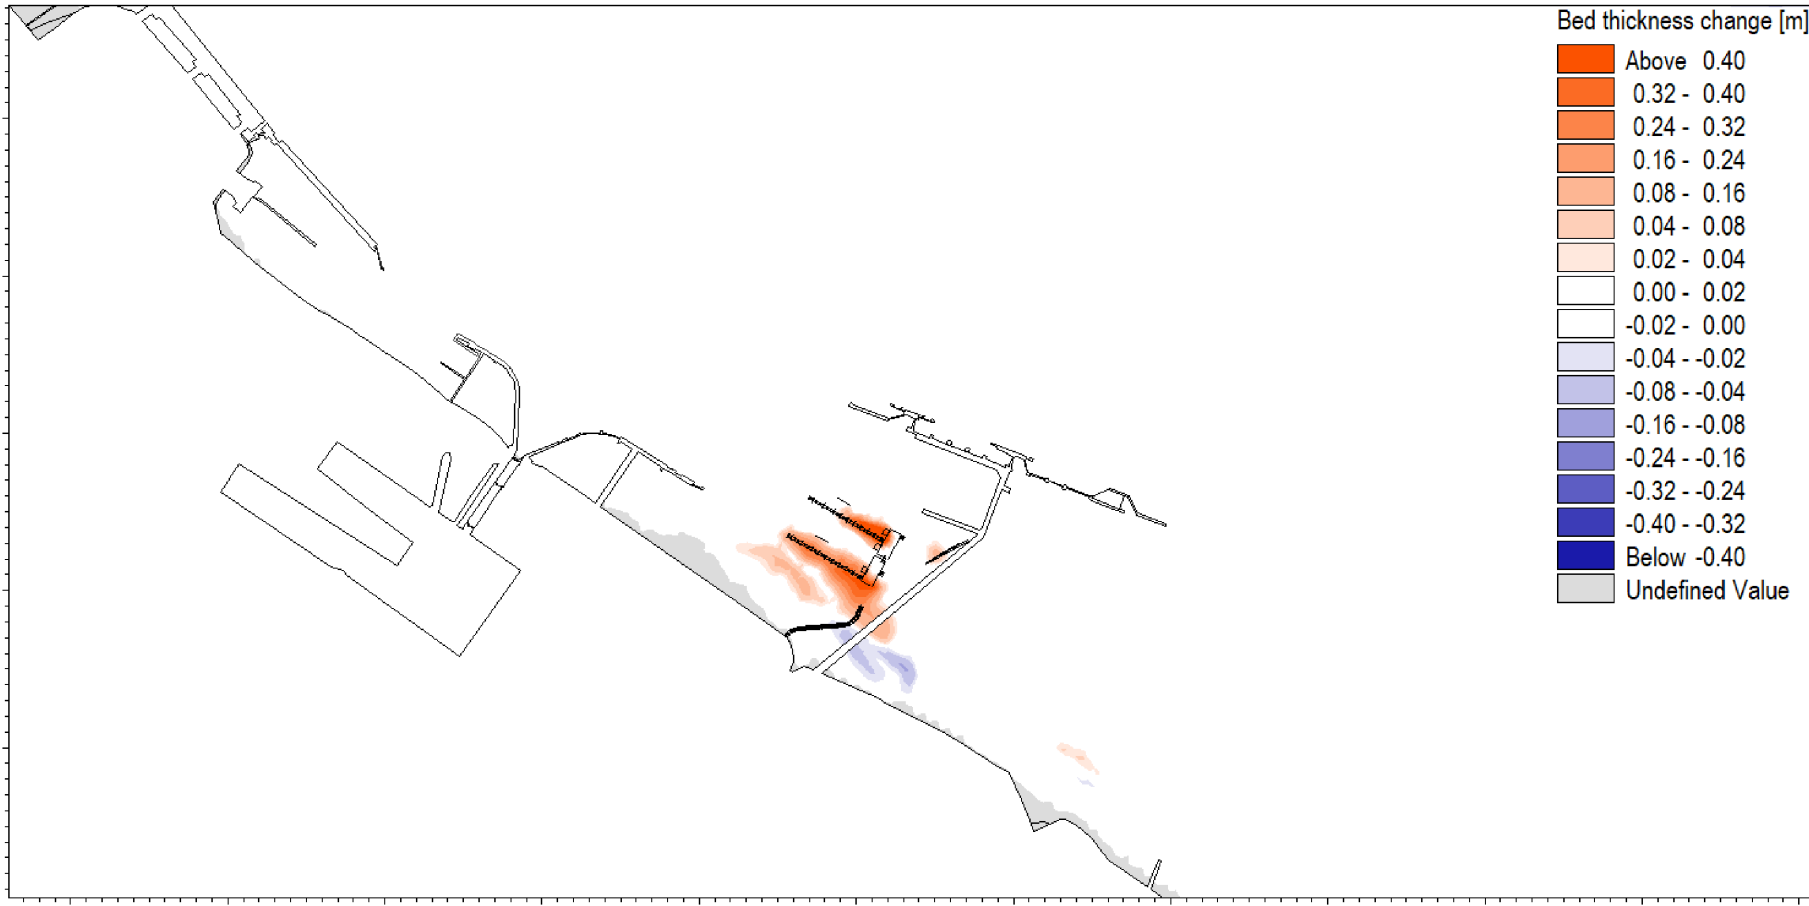 Bed thickness change [m]
Above 0.40
0.32 - 0.40
0.24 - 0.32
0.16 - 0.24
0.08 - 0.16
0.04 - 0.08
0.02 - 0.04
0.00 - 0.02
-0.02 - 0.00
-0.04 - -0.02
-0.08 - -0.04
-0.16 - -0.08
-0.24 - -0.16
-0.32 - -0.24
-0.40 - -0.32
Below -0.40
Undefined Value